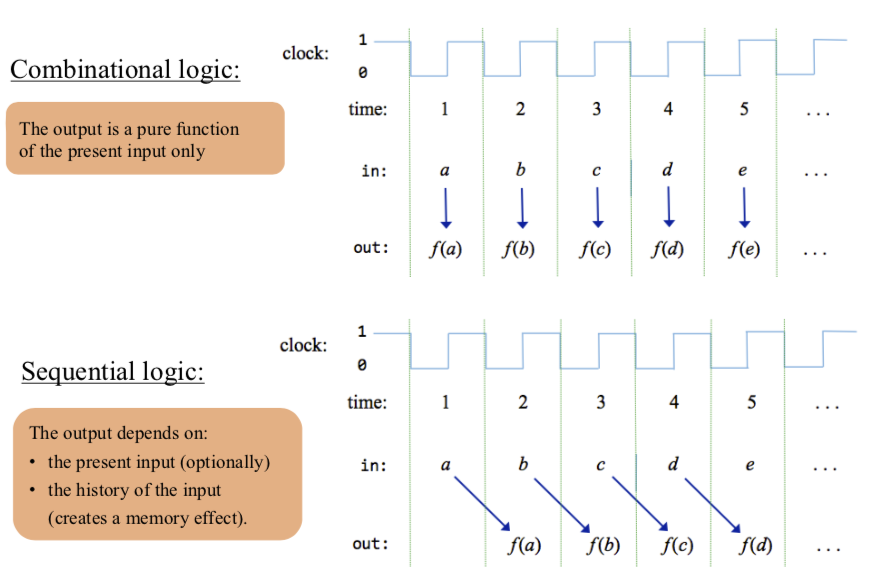 Combinational logic:
The output is a pure function
of the present input only
clock:
1
0
time: 1 2 3 4 5 ...
in: a b c d e ...
out: f(a) f(b) f(c) f(d) f(e) ...
Sequential logic:
The output depends on:
• the present input (optionally)
• the history of the input
(creates a memory effect).
clock:
1
0
time: 1 2 3 4 5 ...
in: a b c d e ...
out: f(a) f(b) f(c) f(d) ...